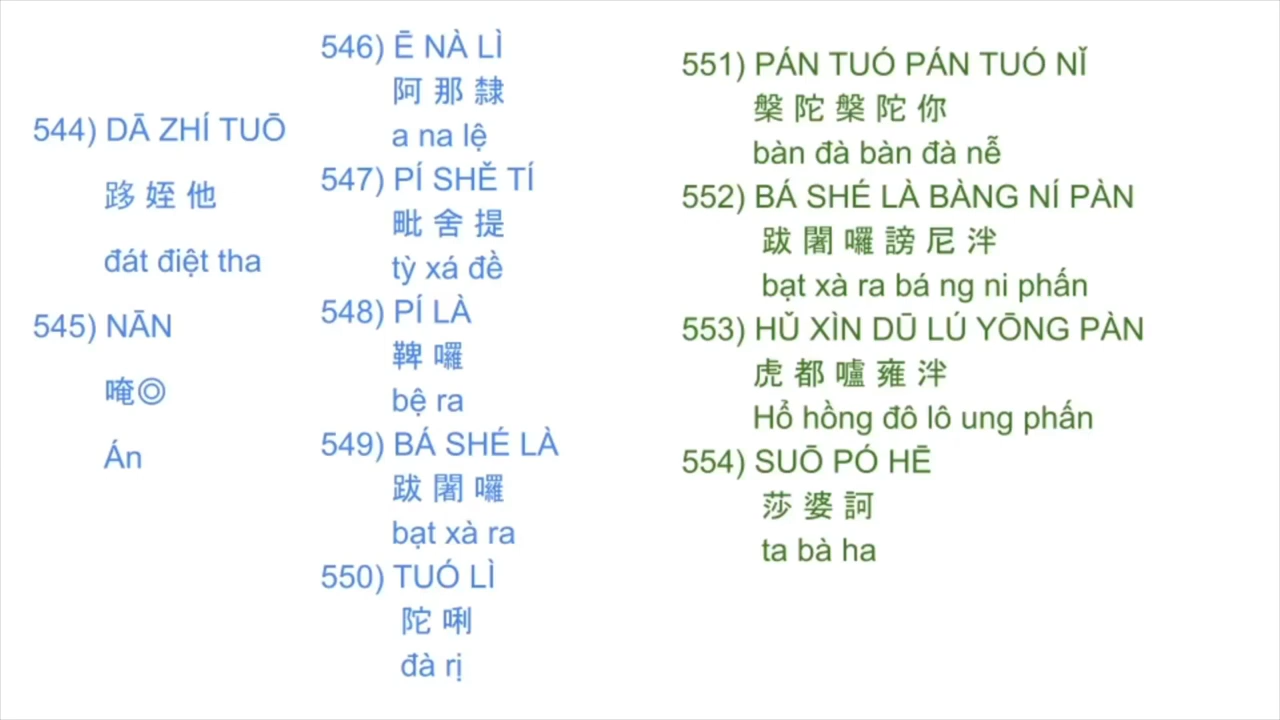 544) DĀ ZHÍ TUŌ
跢 姪 他
đát điệt tha
545) NĀN
唵◎
Án
546) Ē NÀ LÌ
阿 那 隸
a na lệ
547) PÍ SHĚ TÍ
毗 舍 提
tỳ xá đề
548) PÍ LÀ
鞞 囉
bệ ra
549) BÁ SHÉ LÀ
跋 闍 囉
bạt xà ra
550) TUÓ LÌ
陀 唎
đà rị
551) PÁN TUÓ PÁN TUÓ NǏ
槃 陀 槃 陀 你
bàn đà bàn đà nễ
552) BÁ SHÉ LÀ BÀNG NÍ PÀN
跋 闍 囉 謗 尼 泮
bạt xà ra bá ng ni phấn
553) HǓ XÌN DŪ LÚ YŌNG PÀN
虎 都 嚧 雍 泮
Hổ hồng đô lô ung phấn
554) SUŌ PÓ HĒ
莎 婆 訶
ta bà ha